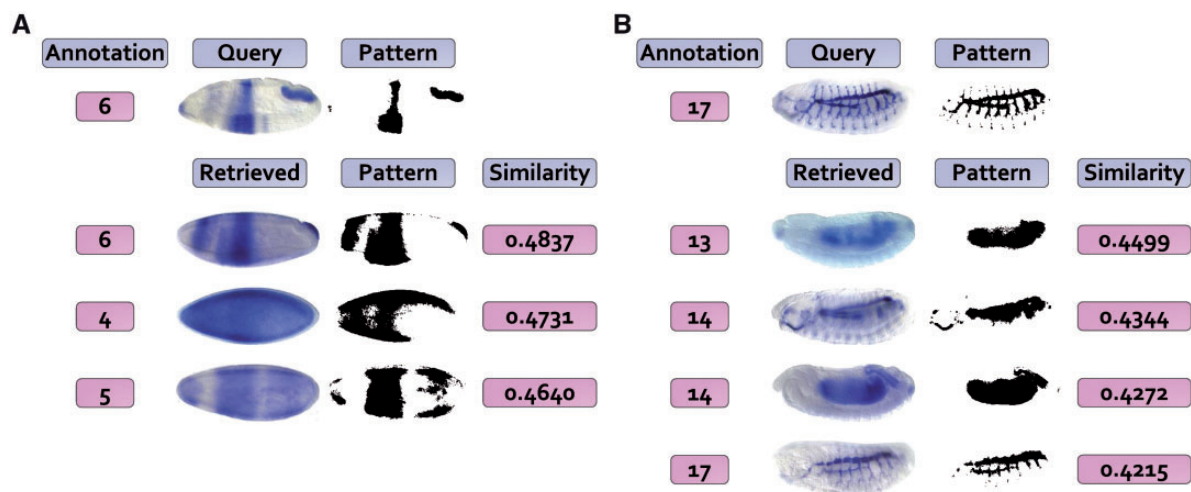 A
Annotation Query Pattern
6
Retrieved Pattern Similarity
6 0.4837
4 0.4731
5 0.4640
B
Annotation Query Pattern
17
Retrieved Pattern Similarity
13 0.4499
14 0.4344
14 0.4272
17 0.4215